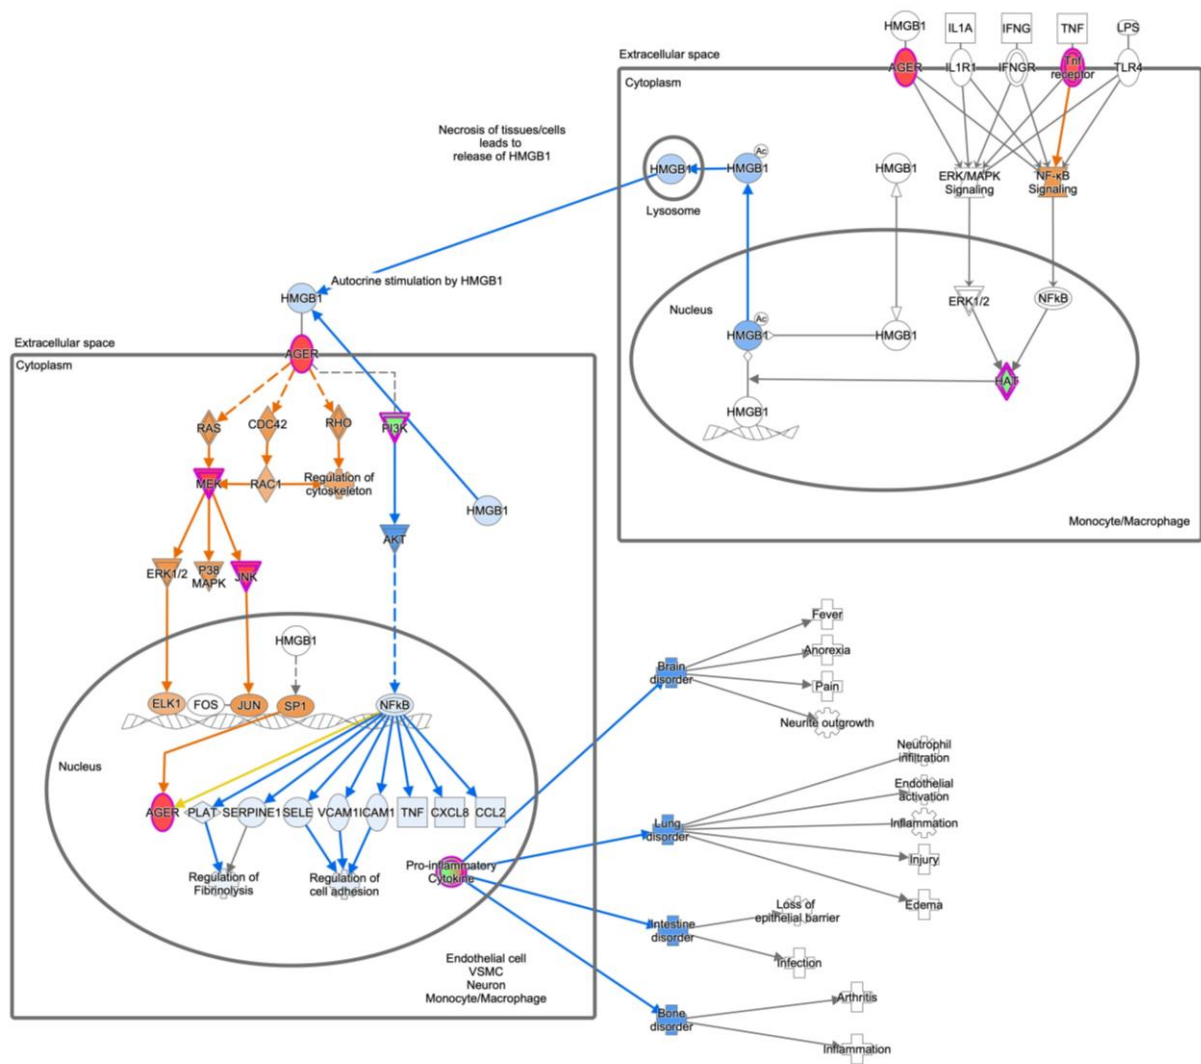 HMGB1
IL1A
IFNG
TNF
LPS
Extracellular space
AGER
IL1R1
IFNGR
Tnf
receptor
TLR4
Cytoplasm
Necrosis of tissues/cells
leads to
release of HMGB1
HMGB1
Lysosome
HMGB1
Ac
HMGB1
ERK/MAPK
Signaling
NF-κB
Signaling
Nucleus
HMGB1
Ac
HMGB1
ERK1/2
NFkB
HAT
HMGB1
Monocyte/Macrophage
Autocrine stimulation by HMGB1
HMGB1
Extracellular space
AGER
Cytoplasm
RAS
CDC42
RHO
PI3K
MEK
RAC1
Regulation of
cytoskeleton
HMGB1
AKT
ERK1/2
P38
MAPK
JNK
HMGB1
ELK1
FOS
JUN
SP1
NFkB
Nucleus
AGER
PLAT
SERPINE1
SELE
VCAM1
ICAM1
TNF
CXCL8
CCL2
Regulation of
Fibrinolysis
Regulation of
cell adhesion
Pro-inflammatory
Cytokine
Endothelial cell
VSMC
Neuron
Monocyte/Macrophage
Brain
disorder
Fever
Anorexia
Pain
Neurite outgrowth
Lung
disorder
Neutrophil
infiltration
Endothelial
activation
Inflammation
Injury
Edema
Intestine
disorder
Loss of
epithelial barrier
Infection
Bone
disorder
Arthritis
Inflammation